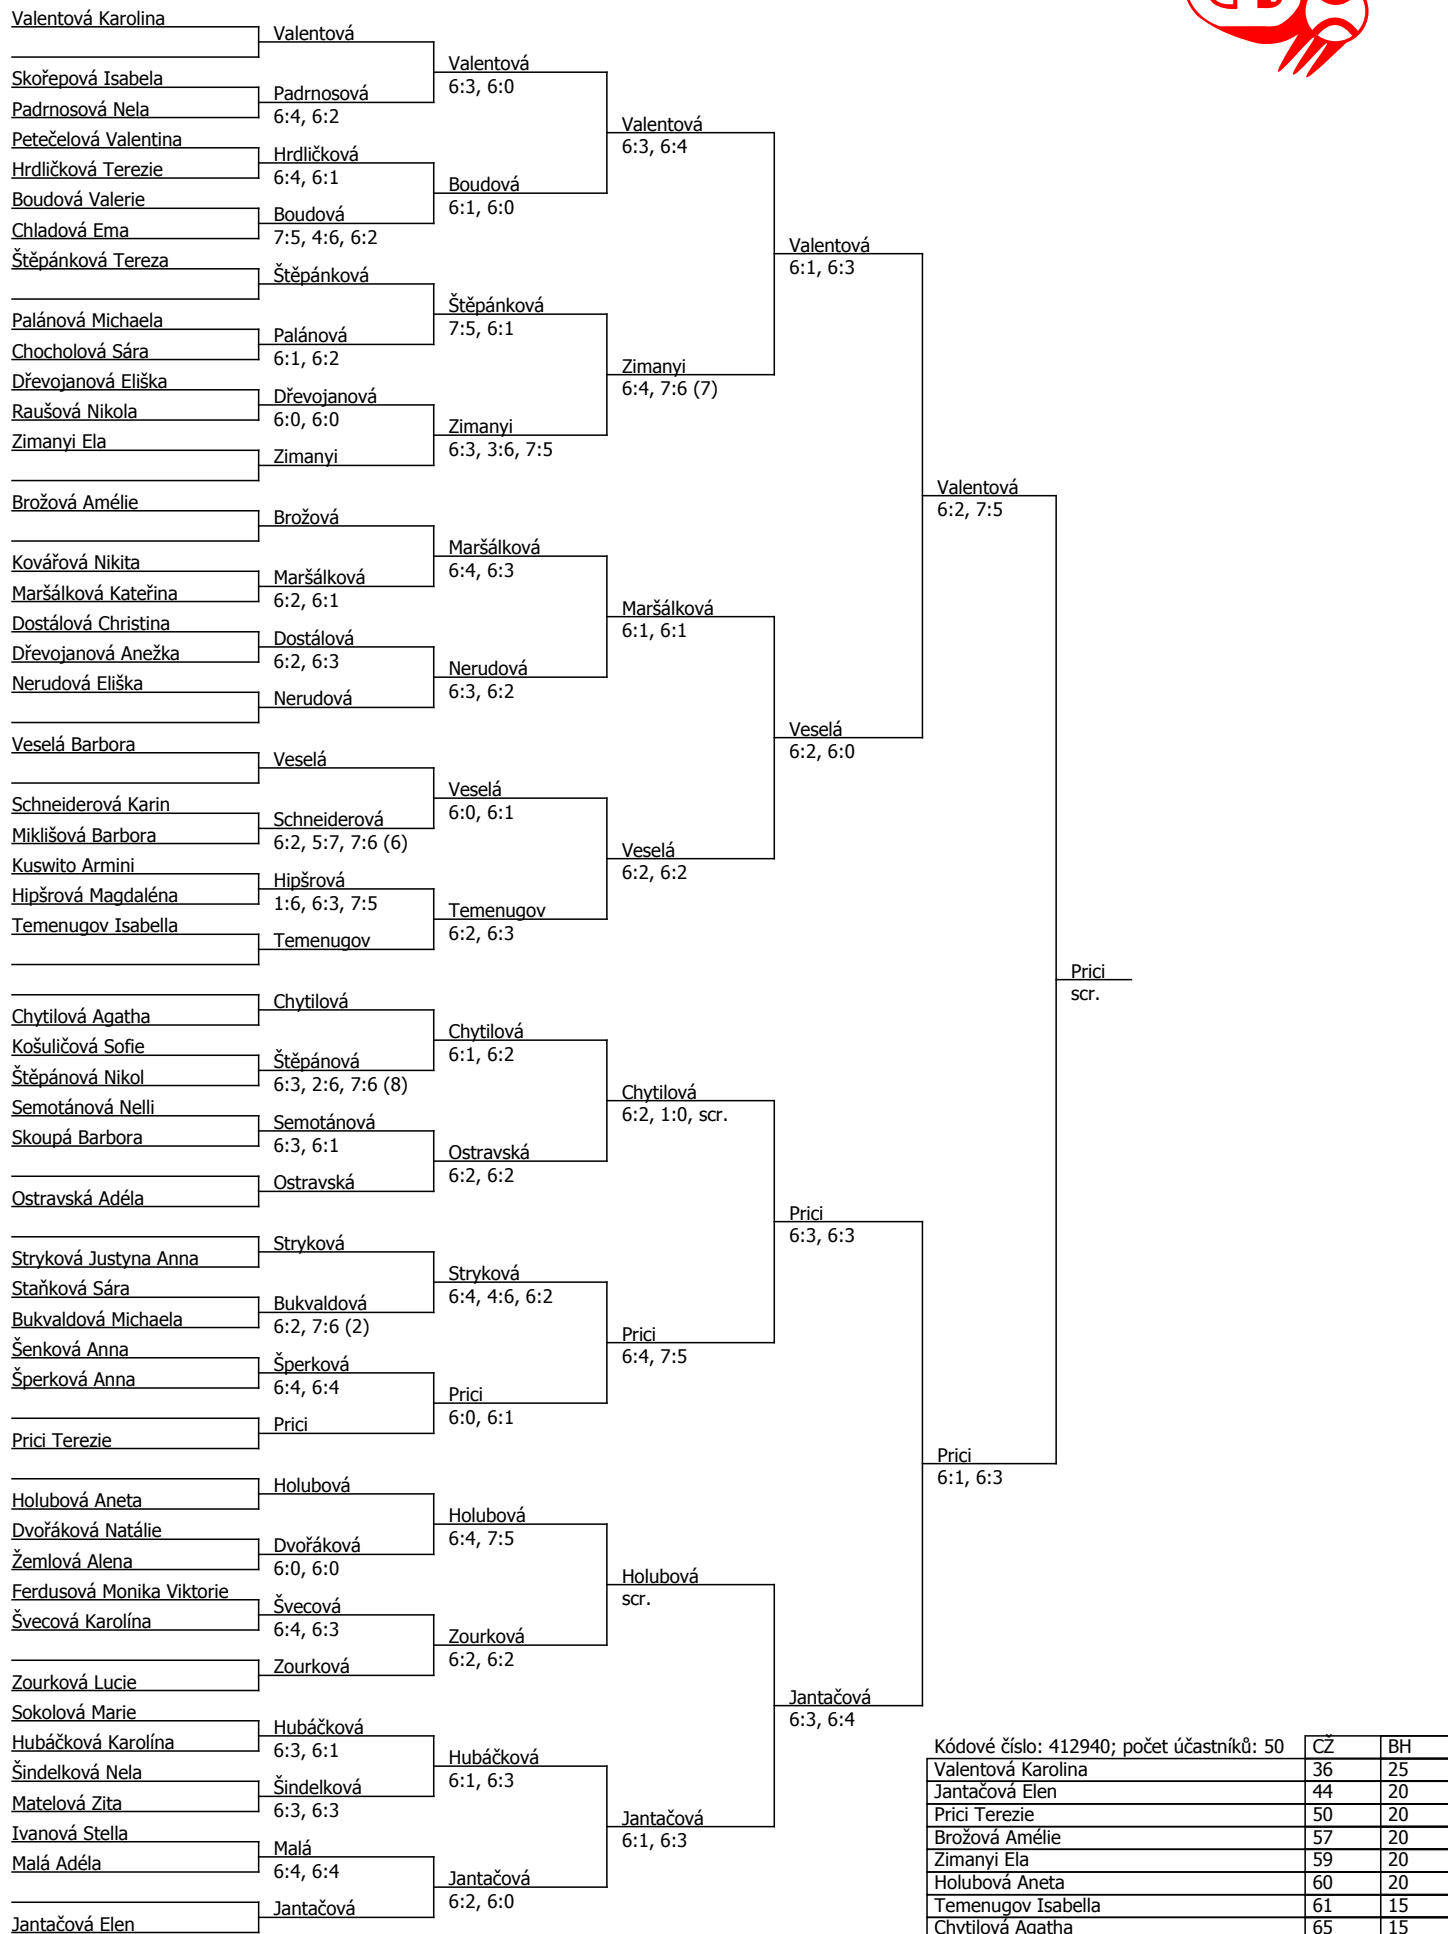 Valentová Karolina
Skořepová Isabela
Padrnosová Nela
Petečelová Valentina
Hrdličková Terezie
Boudová Valerie
Chladová Ema
Štěpánková Tereza
Palánová Michaela
Chocholová Sára
Dřevojanová Eliška
Raušová Nikola
Zimanyi Ela
Brožová Amélie
Kovářová Nikita
Maršálková Kateřina
Dostálová Christina
Dřevojanová Anežka
Nerudová Eliška
Veselá Barbora
Schneiderová Karin
Miklišová Barbora
Kuswito Armini
Hipšrová Magdaléna
Temenugov Isabella
Chytilová Agatha
Košuličová Sofie
Štěpánová Nikol
Semotánová Nelli
Skoupá Barbora
Ostravská Adéla
Stryková Justyna Anna
Staňková Sára
Bukvaldová Michaela
Šenková Anna
Šperková Anna
Prici Terezie
Holubová Aneta
Dvořáková Natálie
Žemlová Alena
Ferdusová Monika Viktorie
Švecová Karolína
Zourková Lucie
Sokolová Marie
Hubáčková Karolína
Šindelková Nela
Matelová Zita
Ivanová Stella
Malá Adéla
Jantačová Elen
Valentová
Padrnosová
6:4, 6:2
Hrdličková
6:4, 6:1
Boudová
7:5, 4:6, 6:2
Štěpánková
Palánová
6:1, 6:2
Dřevojanová
6:0, 6:0
Zimanyi
Brožová
Maršálková
6:2, 6:1
Dostálová
6:2, 6:3
Nerudová
Veselá
Schneiderová
6:2, 5:7, 7:6 (6)
Hipšrová
1:6, 6:3, 7:5
Temenugov
Chytilová
Štěpánová
6:3, 2:6, 7:6 (8)
Semotánová
6:3, 6:1
Ostravská
Stryková
Bukvaldová
6:2, 7:6 (2)
Šperková
6:4, 6:4
Prici
Holubová
Dvořáková
6:0, 6:0
Švecová
6:4, 6:3
Zourková
Hubáčková
6:3, 6:1
Šindelková
6:3, 6:3
Malá
6:4, 6:4
Jantačová
Valentová
6:3, 6:0
Boudová
6:1, 6:0
Štěpánková
7:5, 6:1
Zimanyi
6:3, 3:6, 7:5
Maršálková
6:4, 6:3
Nerudová
6:3, 6:2
Veselá
6:0, 6:1
Temenugov
6:2, 6:3
Chytilová
6:1, 6:2
Ostravská
6:2, 6:2
Stryková
6:4, 4:6, 6:2
Prici
6:0, 6:1
Holubová
6:4, 7:5
Zourková
6:2, 6:2
Hubáčková
6:1, 6:3
Jantačová
6:2, 6:0
Valentová
6:3, 6:4
Zimanyi
6:4, 7:6 (7)
Maršálková
6:1, 6:1
Veselá
6:2, 6:2
Chytilová
6:2, 1:0, scr.
Prici
6:4, 7:5
Holubová
scr.
Jantačová
6:1, 6:3
Valentová
6:1, 6:3
Veselá
6:2, 6:0
Prici
6:3, 6:3
Jantačová
6:3, 6:4
Valentová
6:2, 7:5
Prici
6:1, 6:3
Prici
scr.
Kódové číslo: 412940; počet účastníků: 50 CŽ BH
Valentová Karolina 36 25
Jantačová Elen 44 20
Prici Terezie 50 20
Brožová Amélie 57 20
Zimanyi Ela 59 20
Holubová Aneta 60 20
Temenugov Isabella 61 15
Chytilová Agatha 65 15